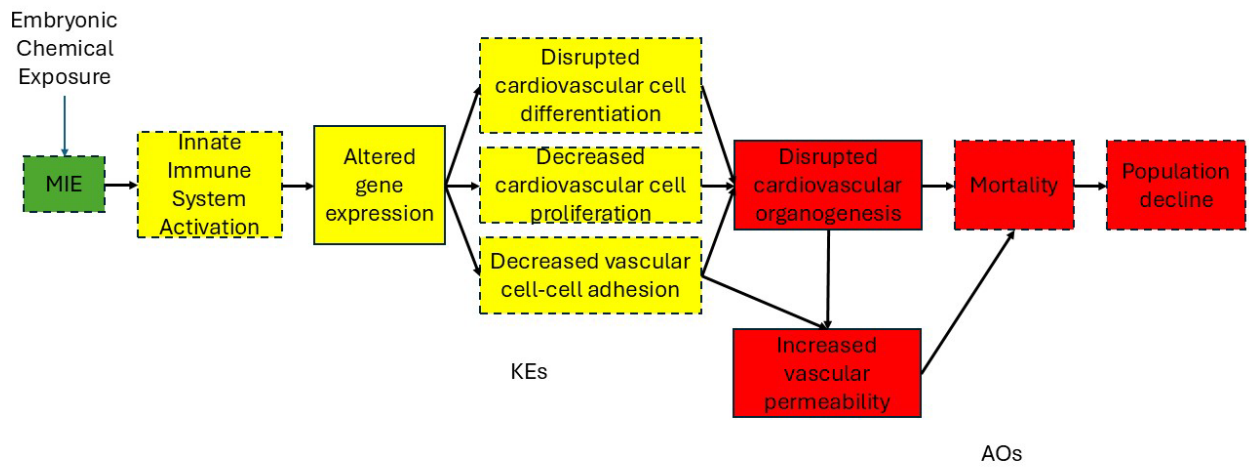 Embryonic
Chemical
Exposure
MIE
Innate
Immune
System
Activation
Altered
gene
expression
Disrupted
cardiovascular cell
differentiation
Decreased
cardiovascular cell
proliferation
Decreased vascular
cell-cell adhesion
Disrupted
cardiovascular
organogenesis
Increased
vascular
permeability
Mortality
Population
decline
KEs
AOs